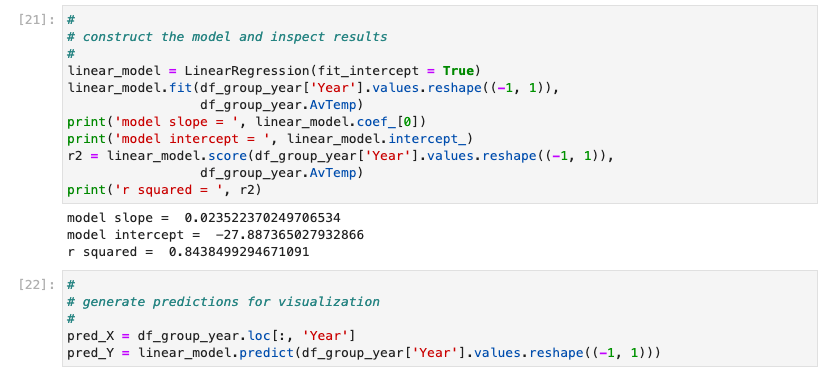 [21]: #
# construct the model and inspect results
#
linear_model = LinearRegression(fit_intercept = True)
linear_model.fit(df_group_year['Year'].values.reshape((-1, 1)),
                 df_group_year.AvTemp)
print('model slope = ', linear_model.coef_[0])
print('model intercept = ', linear_model.intercept_)
r2 = linear_model.score(df_group_year['Year'].values.reshape((-1, 1)),
                 df_group_year.AvTemp)
print('r squared = ', r2)
model slope =  0.023522370249706534
model intercept =  -27.887365027932866
r squared =  0.8438499294671091
[22]: #
# generate predictions for visualization
#
pred_X = df_group_year.loc[:, 'Year']
pred_Y = linear_model.predict(df_group_year['Year'].values.reshape((-1, 1)))